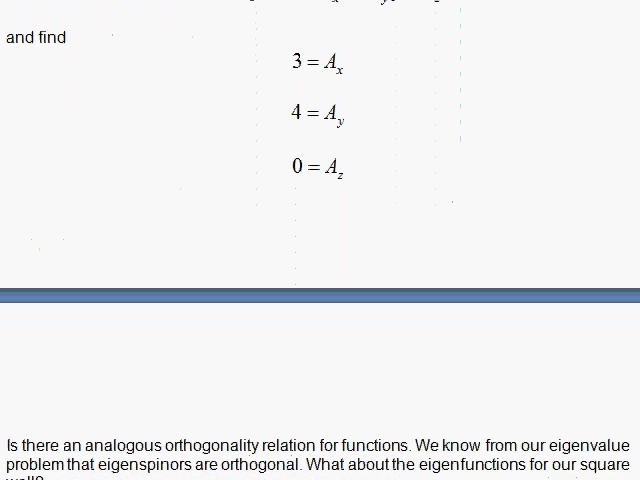 and find
3 = Aₓ
4 = A_y
0 = A_z
Is there an analogous orthogonality relation for functions. We know from our eigenvalue
problem that eigenspinors are orthogonal. What about the eigenfunctions for our square